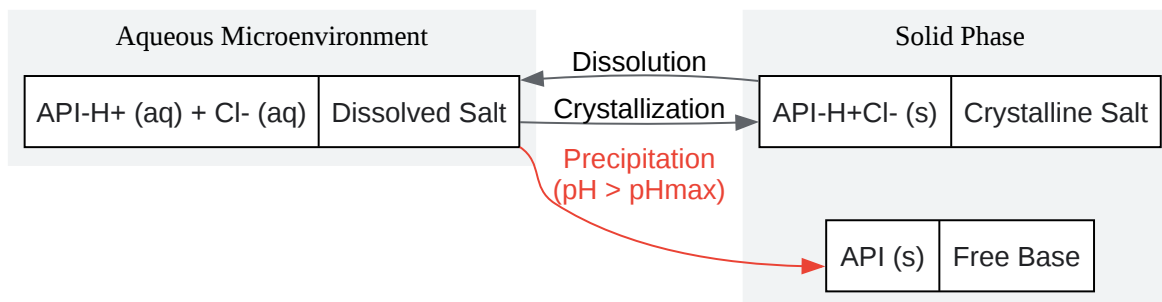 Aqueous Microenvironment
Solid Phase
Dissolution
API-H+ (aq) + Cl- (aq)
Dissolved Salt
Crystallization
API-H+Cl- (s)
Crystalline Salt
Precipitation
(pH > pHmax)
API (s)
Free Base